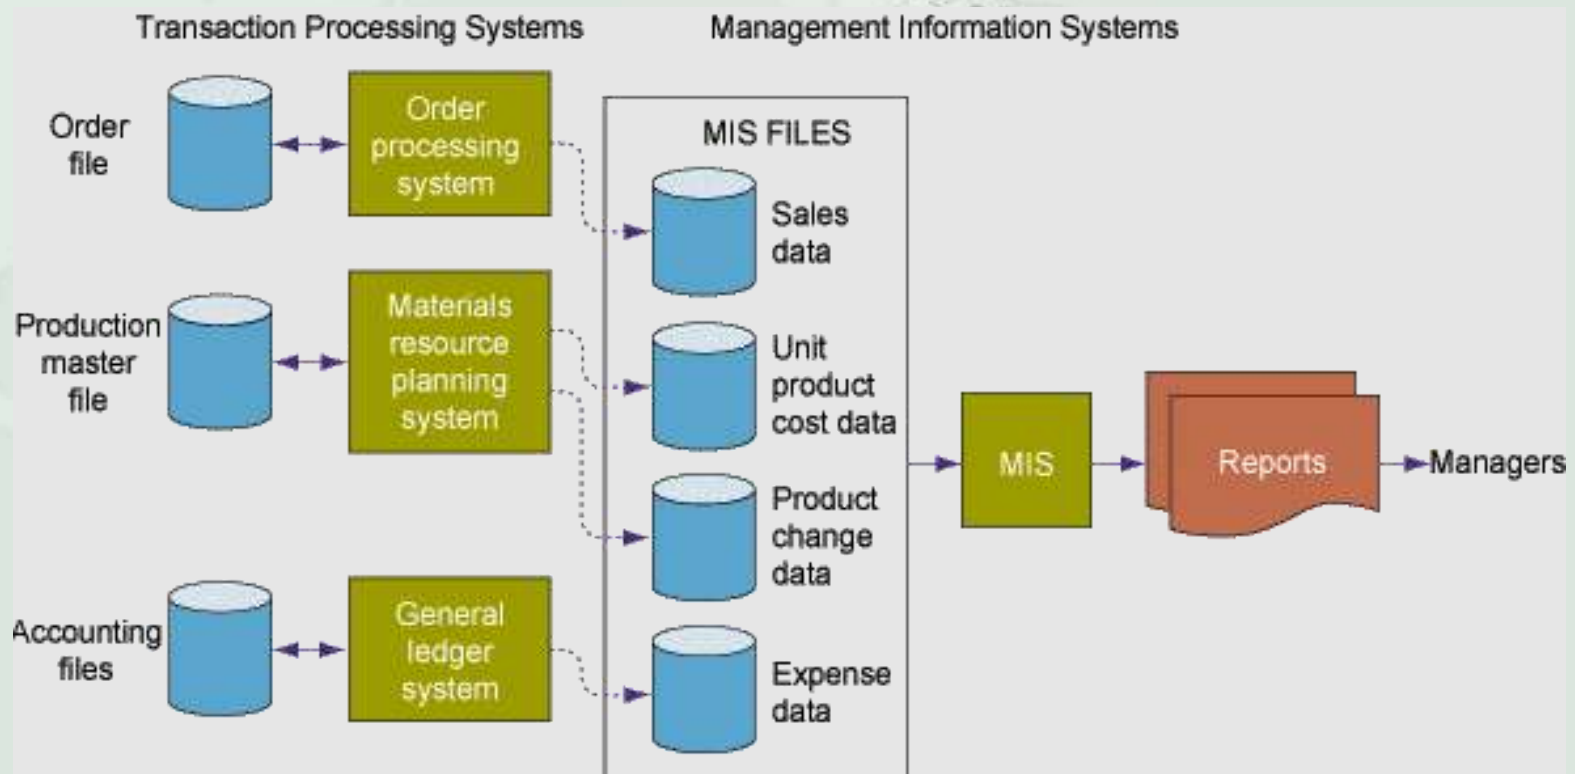 Transaction Processing Systems
Management Information Systems
Order
file
Order
processing
system
Production
master
file
Materials
resource
planning
system
Accounting
files
General
ledger
system
MIS FILES
Sales
data
Unit
product
cost data
Product
change
data
Expense
data
MIS
Reports
Managers